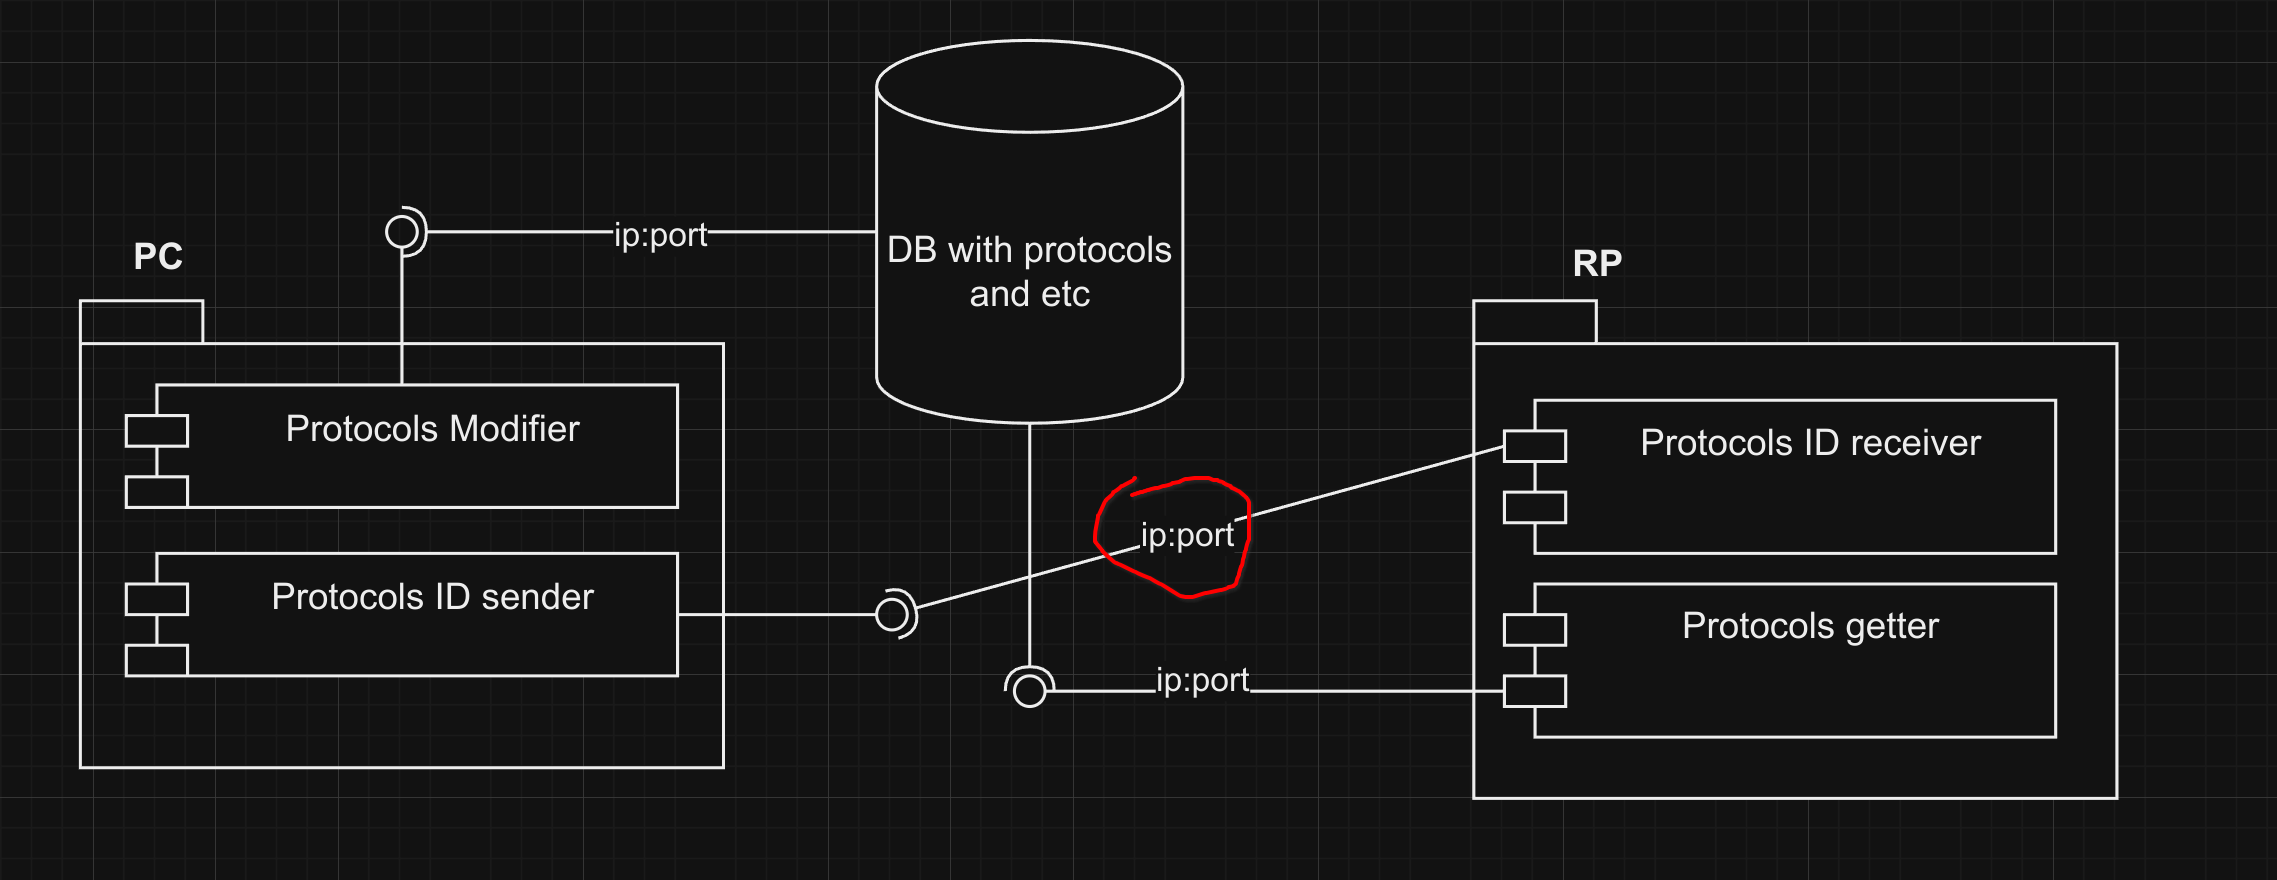 PC
ip:port
DB with protocols
and etc
RP
Protocols Modifier
Protocols ID sender
ip:port
ip:port
Protocols ID receiver
Protocols getter